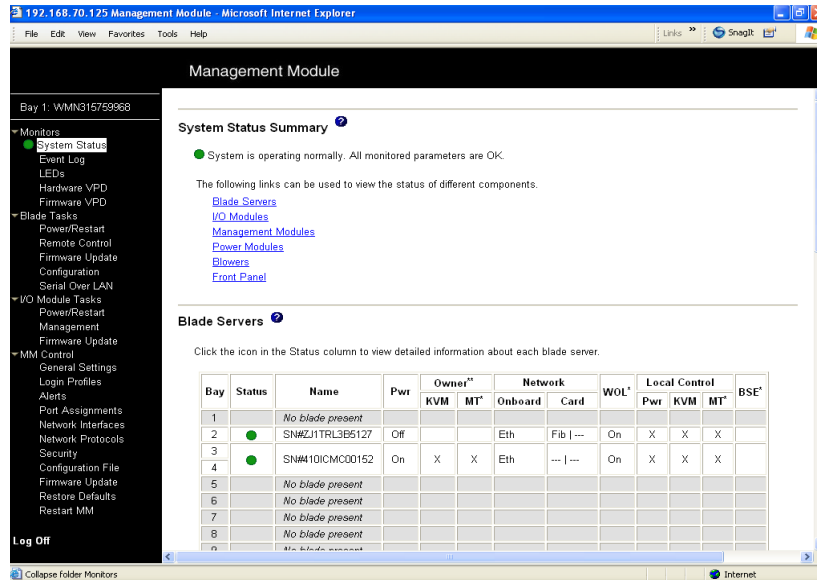 192.168.70.125 Management Module - Microsoft Internet Explorer
File Edit View Favorites Tools Help
Links » SnagIt
Management Module
Bay 1: WMN315759968
Monitors
System Status
Event Log
LEDs
Hardware VPD
Firmware VPD
Blade Tasks
Power/Restart
Remote Control
Firmware Update
Configuration
Serial Over LAN
I/O Module Tasks
Power/Restart
Management
Firmware Update
MM Control
General Settings
Login Profiles
Alerts
Port Assignments
Network Interfaces
Network Protocols
Security
Configuration File
Firmware Update
Restore Defaults
Restart MM
Log Off
System Status Summary ?
System is operating normally. All monitored parameters are OK.
The following links can be used to view the status of different components.
Blade Servers
I/O Modules
Management Modules
Power Modules
Blowers
Front Panel
Blade Servers ?
Click the icon in the Status column to view detailed information about each blade server.
Bay Status Name Pwr Owner** Network WOL* Local Control BSE*
KVM MT* Onboard Card Pwr KVM MT*
1 No blade present
2 SN#ZJ1TRL3B5127 Off Eth Fib | --- On X X X
3 4 SN#410ICMC00152 On X X Eth --- | --- On X X X
5 No blade present
6 No blade present
7 No blade present
8 No blade present
9 No blade present
Collapse folder Monitors
Internet